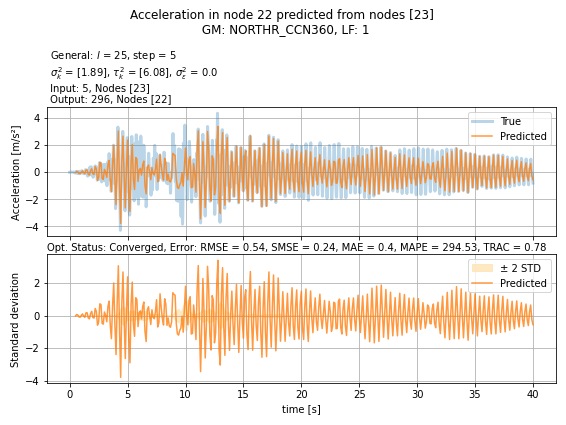 Acceleration in node 22 predicted from nodes [23]
GM: NORTHR_CCN360, LF: 1
General: l = 25, step = 5
σ²ₖ = [1.89], τ²ₖ = [6.08], σ²_ε = 0.0
Input: 5, Nodes [23]
Output: 296, Nodes [22]
Acceleration [m/s²]
4
2
0
−2
−4
True
Predicted
Opt. Status: Converged, Error: RMSE = 0.54, SMSE = 0.24, MAE = 0.4, MAPE = 294.53, TRAC = 0.78
Standard deviation
2
0
−2
−4
± 2 STD
Predicted
0 5 10 15 20 25 30 35 40
time [s]